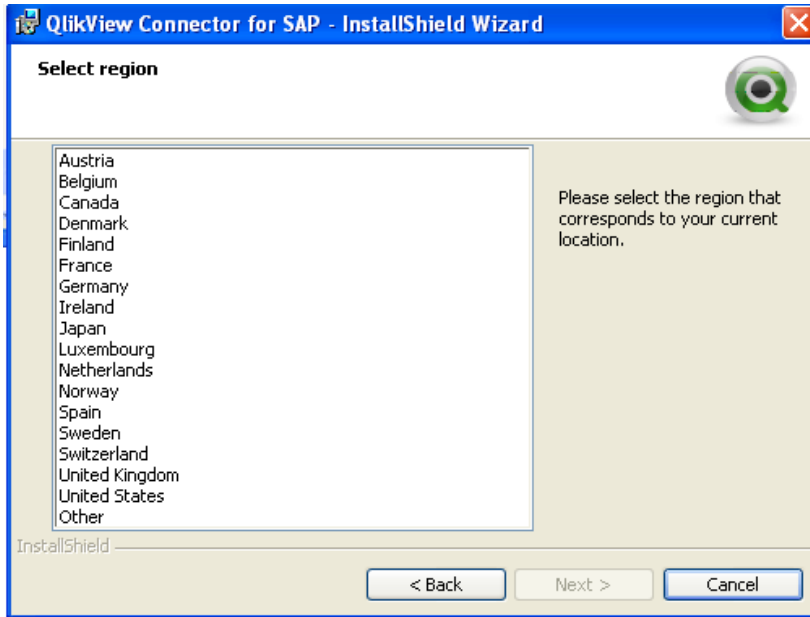 QlikView Connector for SAP - InstallShield Wizard
Select region
Austria
Belgium
Canada
Denmark
Finland
France
Germany
Ireland
Japan
Luxembourg
Netherlands
Norway
Spain
Sweden
Switzerland
United Kingdom
United States
Other
Please select the region that
corresponds to your current
location.
InstallShield
< Back
Next >
Cancel